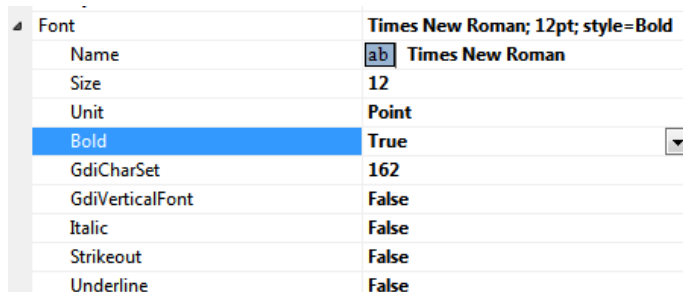 Font Times New Roman; 12pt; style=Bold
Name ab Times New Roman
Size 12
Unit Point
Bold True
GdiCharSet 162
GdiVerticalFont False
Italic False
Strikeout False
Underline False